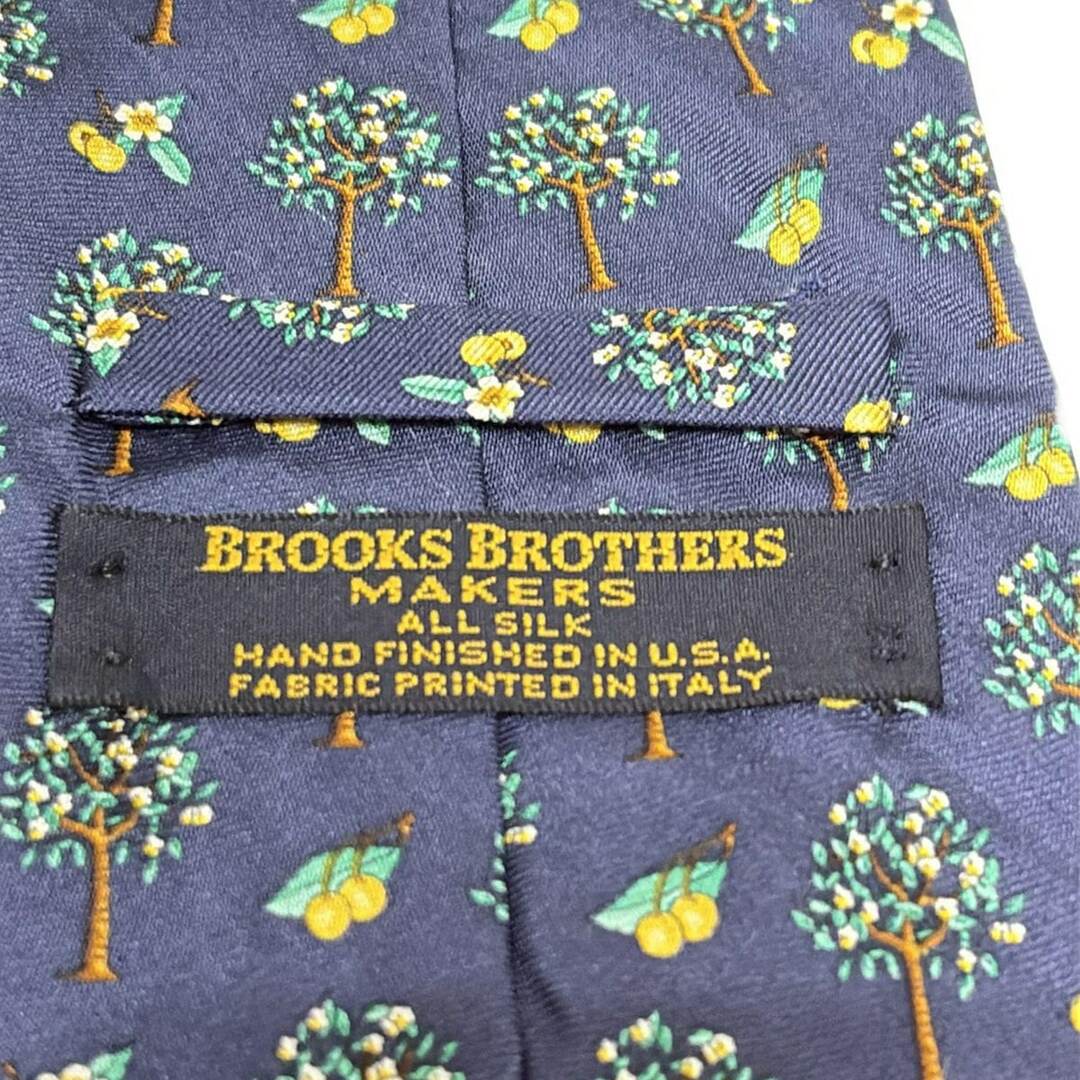 BROOKS BROTHERS
MAKERS
ALL SILK
HAND FINISHED IN U.S.A.
FABRIC PRINTED IN ITALY